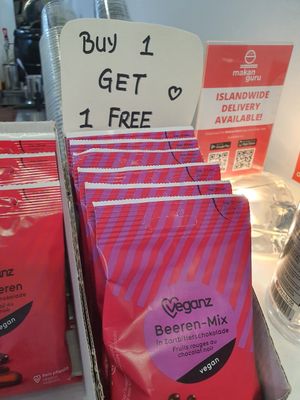 BUY 1
GET
1 FREE
makan
guru
ISLANDWIDE
DELIVERY
AVAILABLE!
Veganz
Beeren-Mix
in Zartbitterschokolade
Fruits rouges au
chocolat noir
vegan
ganz
eren
vegan